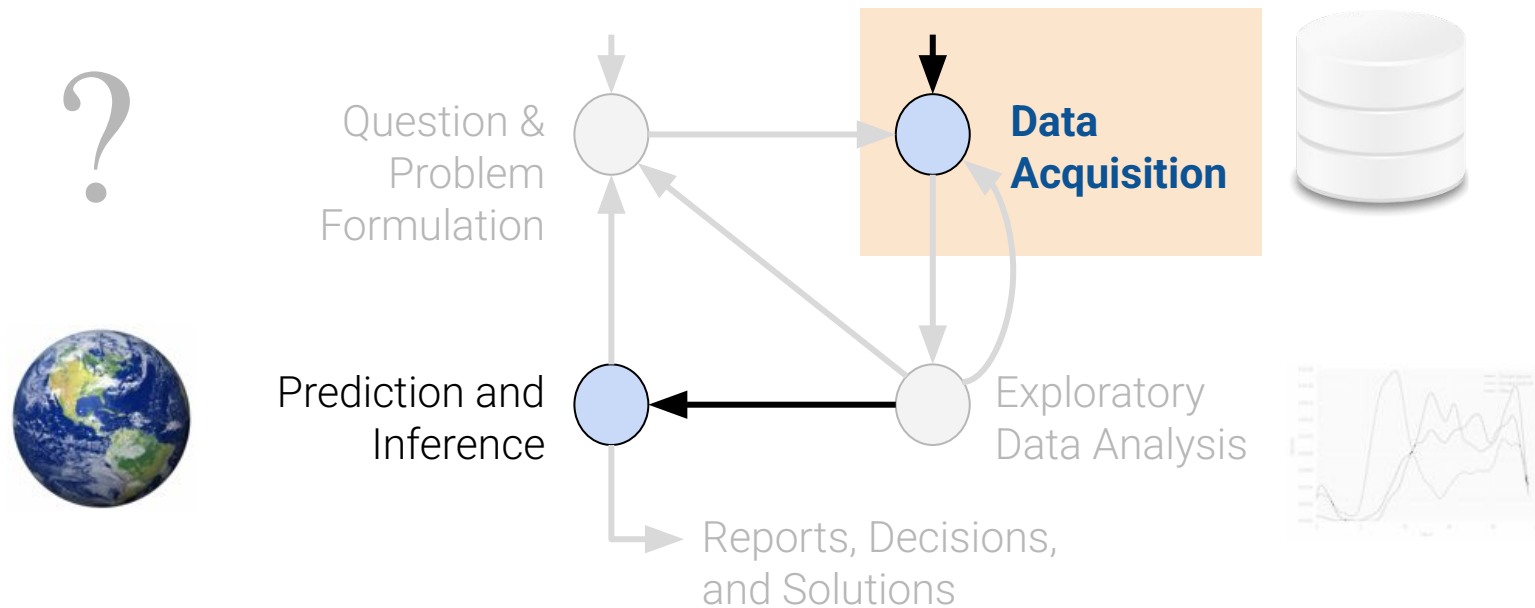 ?
Question &
Problem
Formulation
Data
Acquisition
Prediction and
Inference
Exploratory
Data Analysis
Reports, Decisions,
and Solutions